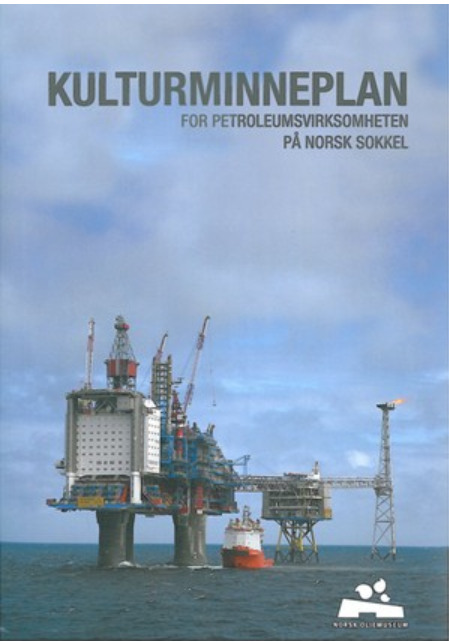 KULTURMINNEPLAN
FOR PETROLEUMSVIRKSOMHETEN
PÅ NORSK SOKKEL
NORSK OLJEMUSEUM